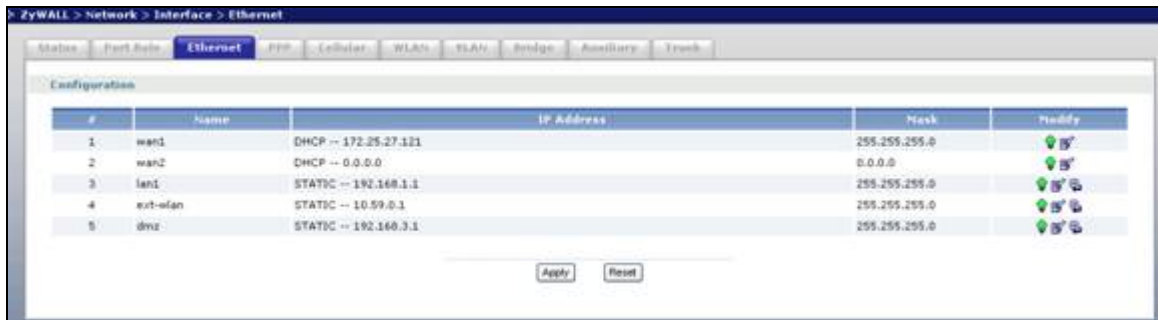 > ZyWALL > Network > Interface > Ethernet
Status Port Role Ethernet PPP Cellular WLAN VLAN Bridge Auxiliary Trunk
Configuration
# Name IP Address Mask Modify
1 wan1 DHCP -- 172.25.27.121 255.255.255.0
2 wan2 DHCP -- 0.0.0.0 0.0.0.0
3 lan1 STATIC -- 192.168.1.1 255.255.255.0
4 ext-wlan STATIC -- 10.59.0.1 255.255.255.0
5 dmz STATIC -- 192.168.3.1 255.255.255.0
Apply Reset